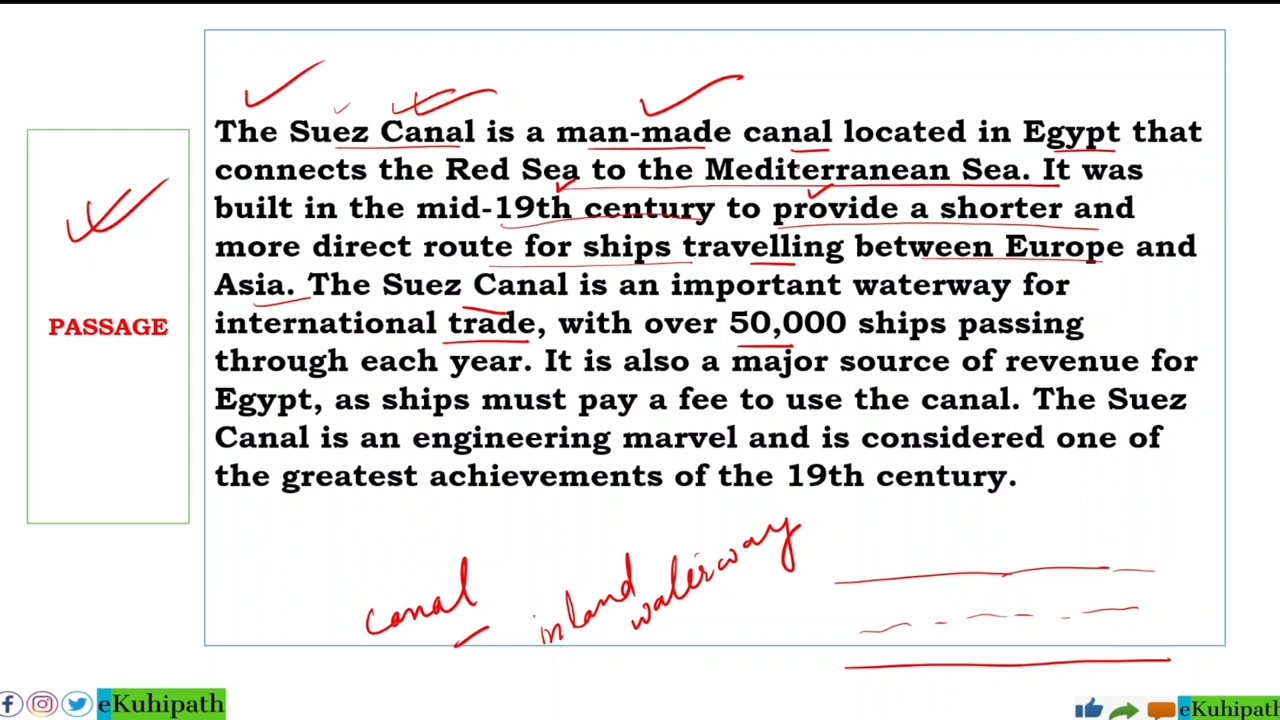 The Suez Canal is a man-made canal located in Egypt that
connects the Red Sea to the Mediterranean Sea. It was
built in the mid-19th century to provide a shorter and
more direct route for ships travelling between Europe and
Asia. The Suez Canal is an important waterway for
international trade, with over 50,000 ships passing
through each year. It is also a major source of revenue for
Egypt, as ships must pay a fee to use the canal. The Suez
Canal is an engineering marvel and is considered one of
the greatest achievements of the 19th century.
PASSAGE
canal
inland
waterway
eKuhipath
eKuhipath